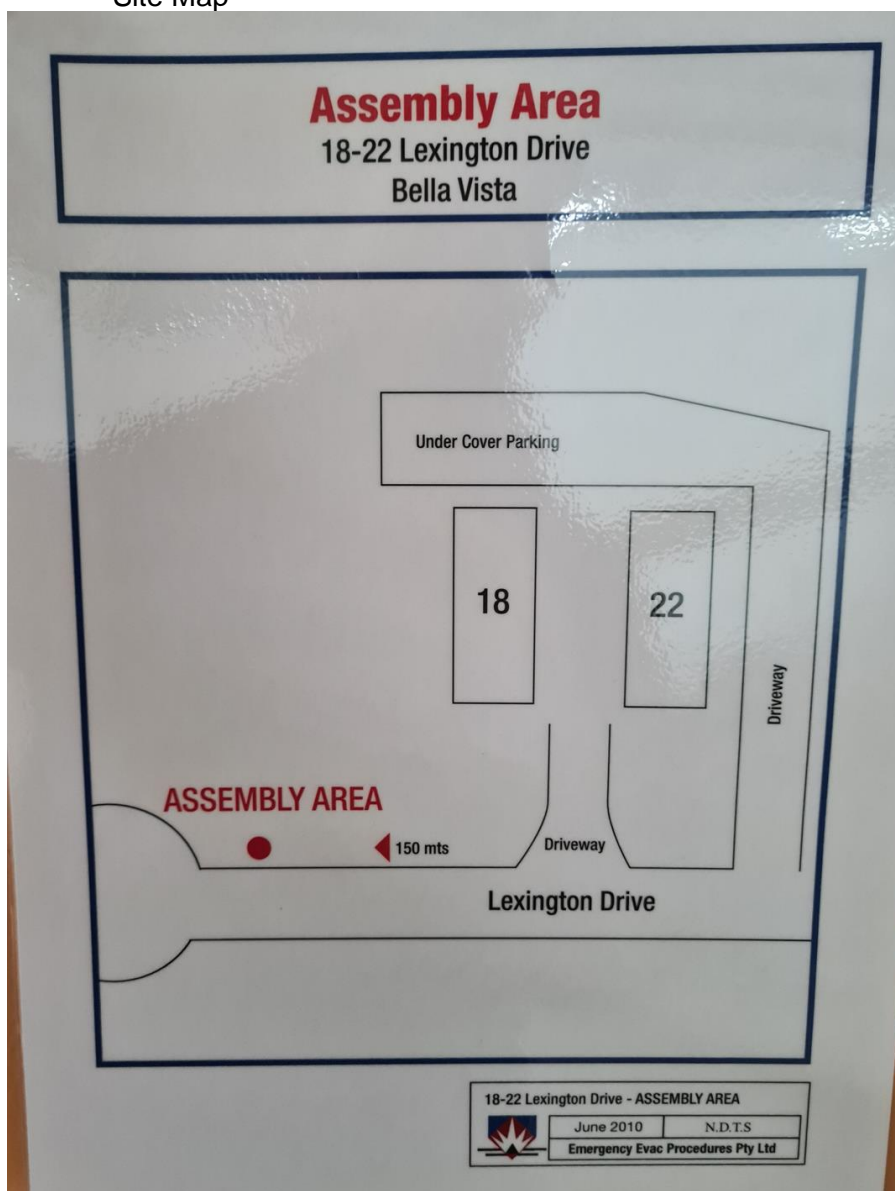 Site Map
Assembly Area
18-22 Lexington Drive
Bella Vista
Under Cover Parking
18
22
Driveway
ASSEMBLY AREA
150 mts
Driveway
Lexington Drive
18-22 Lexington Drive - ASSEMBLY AREA
June 2010 N.D.T.S
Emergency Evac Procedures Pty Ltd